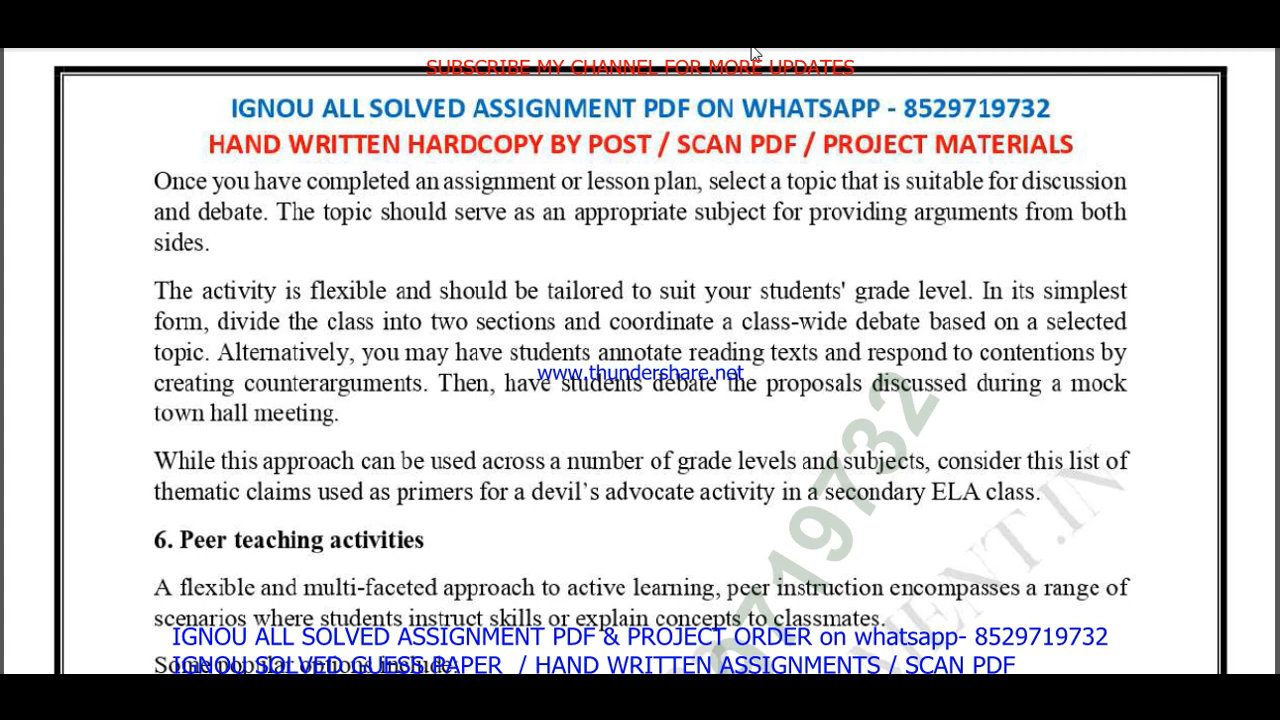 SUBSCRIBE MY CHANNEL FOR MORE UPDATES
IGNOU ALL SOLVED ASSIGNMENT PDF ON WHATSAPP - 8529719732
HAND WRITTEN HARDCOPY BY POST / SCAN PDF / PROJECT MATERIALS
Once you have completed an assignment or lesson plan, select a topic that is suitable for discussion
and debate. The topic should serve as an appropriate subject for providing arguments from both
sides.
The activity is flexible and should be tailored to suit your students' grade level. In its simplest
form, divide the class into two sections and coordinate a class-wide debate based on a selected
topic. Alternatively, you may have students annotate reading texts and respond to contentions by
www.thundershare.net
creating counterarguments. Then, have students debate the proposals discussed during a mock
town hall meeting.
While this approach can be used across a number of grade levels and subjects, consider this list of
thematic claims used as primers for a devil’s advocate activity in a secondary ELA class.
6. Peer teaching activities
A flexible and multi-faceted approach to active learning, peer instruction encompasses a range of
scenarios where students instruct skills or explain concepts to classmates.
IGNOU ALL SOLVED ASSIGNMENT PDF & PROJECT ORDER on whatsapp- 8529719732
Some popular options include:
IGNOU SOLVED GUESS PAPER / HAND WRITTEN ASSIGNMENTS / SCAN PDF
9719732
MENT.IN